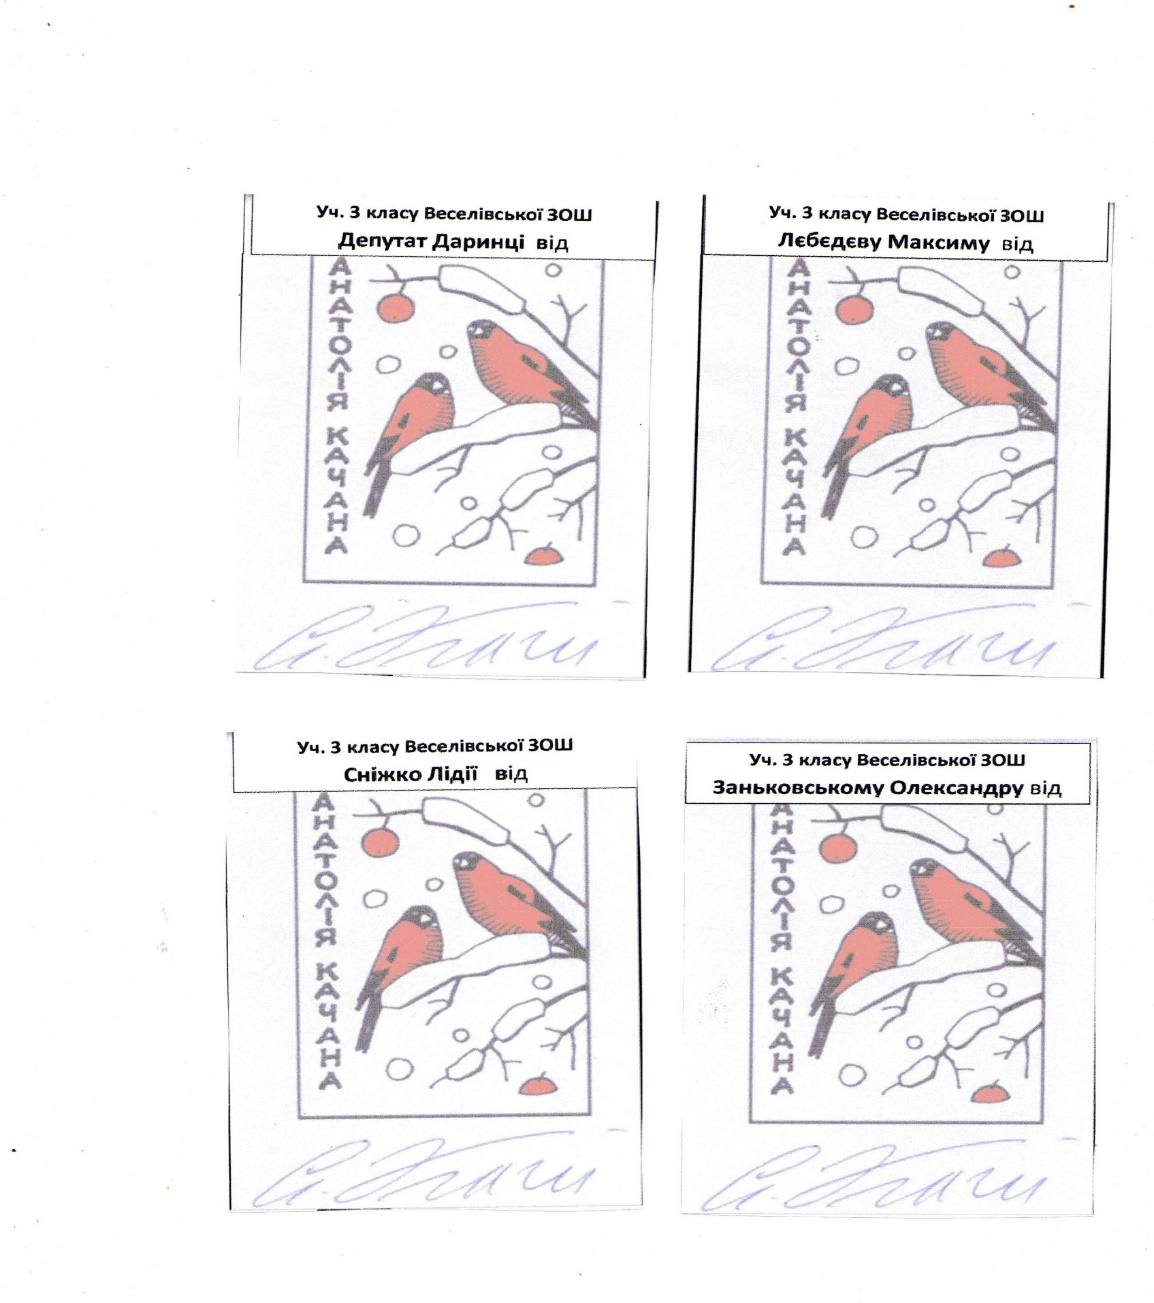 Уч. 3 класу Веселівської ЗОШ
Депутат Даринці від
АНАТОЛІЯ КАЧАНА
Уч. 3 класу Веселівської ЗОШ
Лєбєдєву Максиму від
АНАТОЛІЯ КАЧАНА
Уч. 3 класу Веселівської ЗОШ
Сніжко Лідії від
АНАТОЛІЯ КАЧАНА
Уч. 3 класу Веселівської ЗОШ
Заньковському Олександру від
АНАТОЛІЯ КАЧАНА